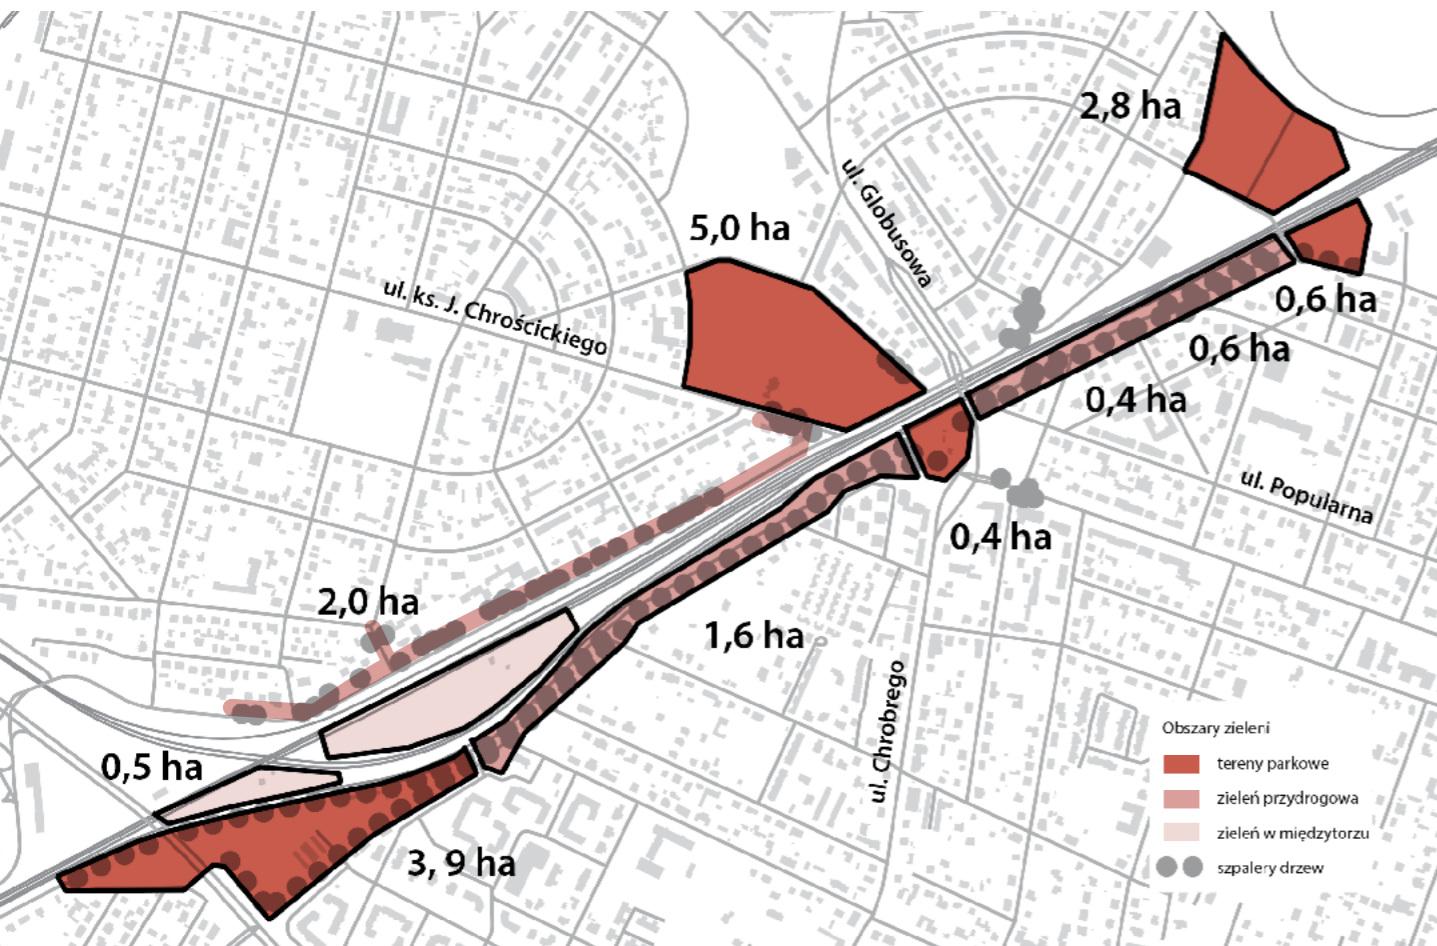 2,8 ha
ul. Globusowa
5,0 ha
ul. ks. J. Chrościckiego
0,6 ha
0,6 ha
0,4 ha
ul. Popularna
0,4 ha
2,0 ha
1,6 ha
ul. Chrobrego
0,5 ha
3, 9 ha
Obszary zieleni
tereny parkowe
zieleń przydrogowa
zieleń w międzytorzu
szpalery drzew